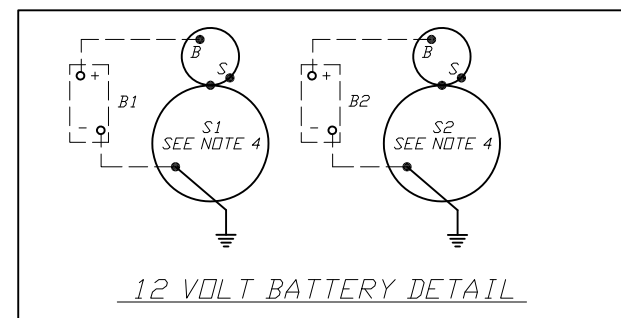 B
S
+
-
B1
S1
SEE NOTE 4
B
S
+
-
B2
S2
SEE NOTE 4
12 VOLT BATTERY DETAIL